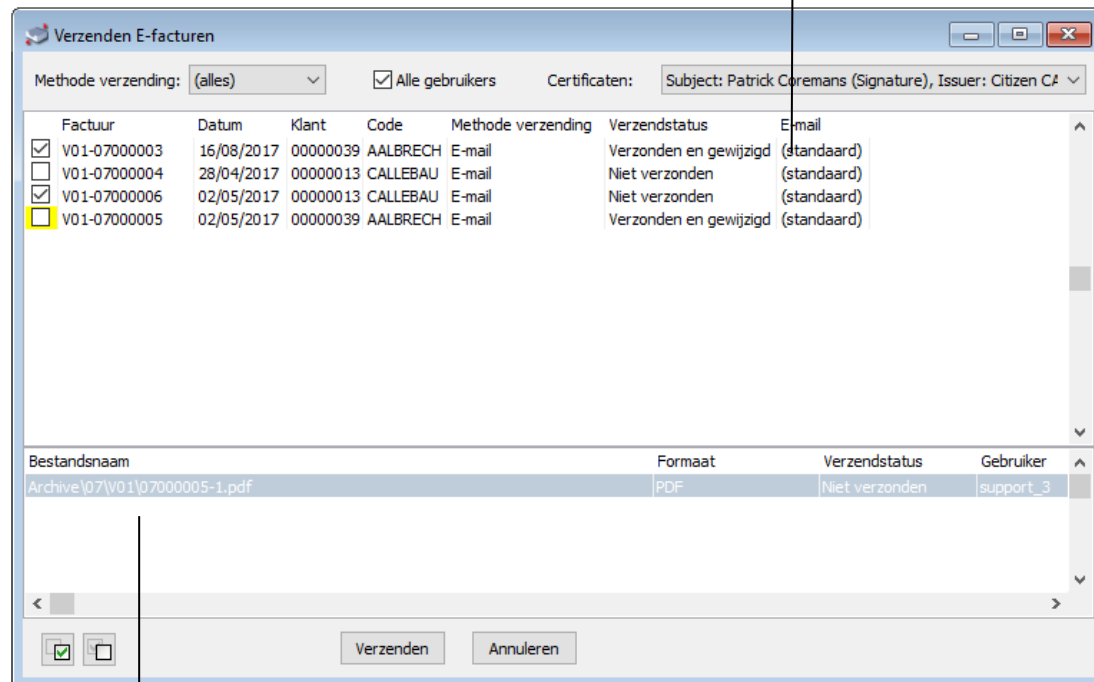 Verzenden E-facturen
Methode verzending: (alles) Alle gebruikers Certificaten: Subject: Patrick Coremans (Signature), Issuer: Citizen CA
Factuur Datum Klant Code Methode verzending Verzendstatus E-mail
V01-07000003 16/08/2017 00000039 AALBRECH E-mail Verzonden en gewijzigd (standaard)
V01-07000004 28/04/2017 00000013 CALLEBAU E-mail Niet verzonden (standaard)
V01-07000006 02/05/2017 00000013 CALLEBAU E-mail Niet verzonden (standaard)
V01-07000005 02/05/2017 00000039 AALBRECH E-mail Verzonden en gewijzigd (standaard)
Bestandsnaam Formaat Verzendstatus Gebruiker
Archive\07\V01\07000005-1.pdf PDF Niet verzonden support_3
Verzenden Annuleren